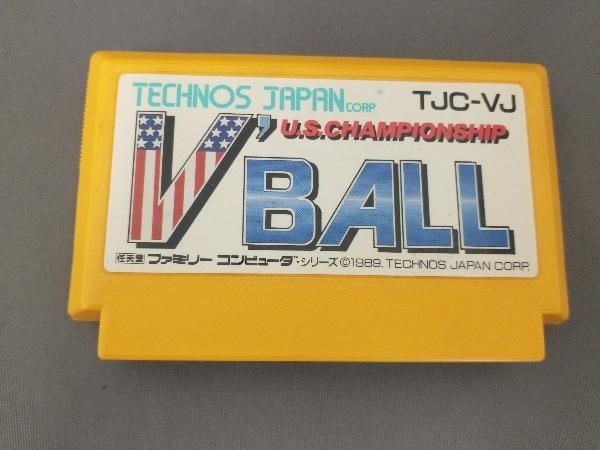 TECHNOS JAPAN CORP. TJC-VJ
U.S. CHAMPIONSHIP
V'BALL
任天堂 ファミリー コンピュータ・シリーズ ©1989. TECHNOS JAPAN CORP.